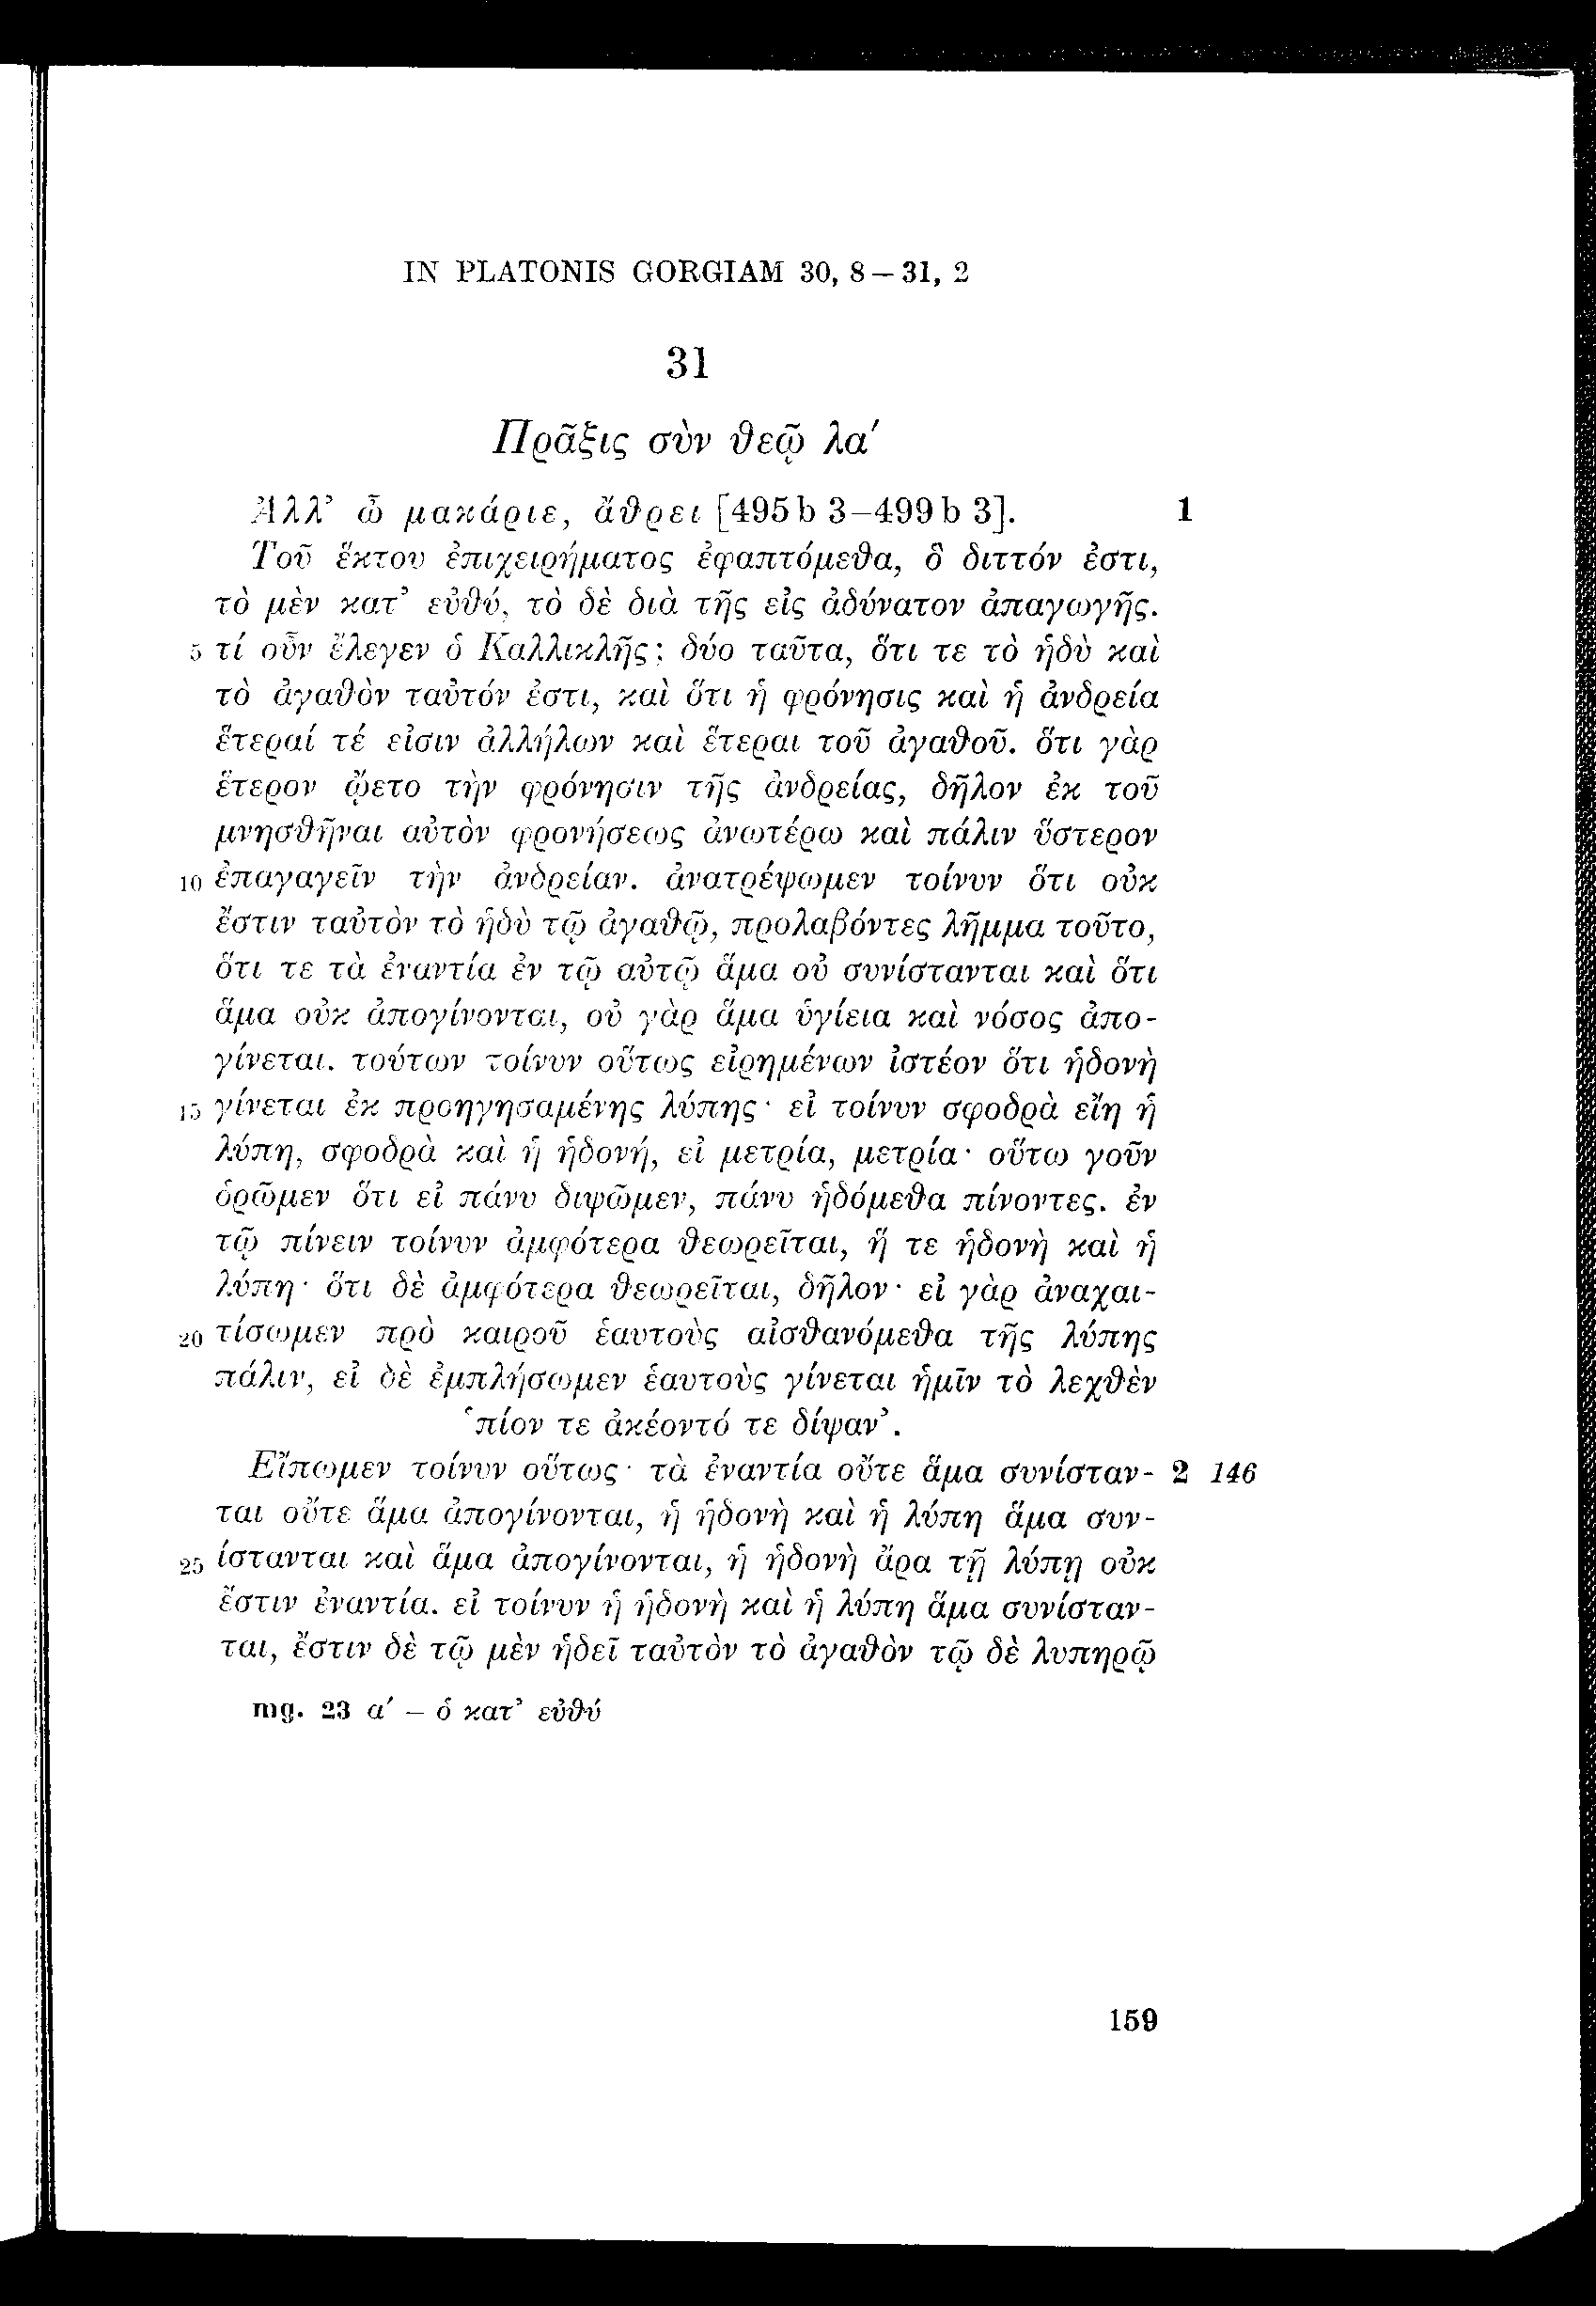 IN PLATONIS GORGIAM 30, 8 – 31, 2
31
Πρᾶξις σὺν θεῷ λα′
Ἀλλ’ ὦ μακάριε, ἄθρει [495b 3–499b 3]. 1
Τοῦ ἕκτου ἐπιχειρήματος ἐφαπτόμεθα, ὃ διττόν ἐστι,
τὸ μὲν κατ’ εὐθύ, τὸ δὲ διὰ τῆς εἰς ἀδύνατον ἀπαγωγῆς.
5 τί οὖν ἔλεγεν ὁ Καλλικλῆς; δύο ταῦτα, ὅτι τε τὸ ἡδὺ καὶ
τὸ ἀγαθὸν ταὐτόν ἐστι, καὶ ὅτι ἡ φρόνησις καὶ ἡ ἀνδρεία
ἕτεραί τέ εἰσιν ἀλλήλων καὶ ἕτεραι τοῦ ἀγαθοῦ. ὅτι γὰρ
ἕτερον ᾤετο τὴν φρόνησιν τῆς ἀνδρείας, δῆλον ἐκ τοῦ
μνησθῆναι αὐτὸν φρονήσεως ἀνωτέρω καὶ πάλιν ὕστερον
10 ἐπαγαγεῖν τὴν ἀνδρείαν. ἀνατρέψωμεν τοίνυν ὅτι οὐκ
ἔστιν ταὐτὸν τὸ ἡδὺ τῷ ἀγαθῷ, προλαβόντες λῆμμα τοῦτο,
ὅτι τε τὰ ἐναντία ἐν τῷ αὐτῷ ἅμα οὐ συνίστανται καὶ ὅτι
ἅμα οὐκ ἀπογίνονται, οὐ γὰρ ἅμα ὑγίεια καὶ νόσος ἀπο-
γίνεται. τούτων τοίνυν οὕτως εἰρημένων ἰστέον ὅτι ἡδονὴ
15 γίνεται ἐκ προηγησαμένης λύπης· εἰ τοίνυν σφοδρὰ εἴη ἡ
λύπη, σφοδρὰ καὶ ἡ ἡδονή, εἰ μετρία, μετρία· οὕτω γοῦν
ὁρῶμεν ὅτι εἰ πάνυ διψῶμεν, πάνυ ἡδόμεθα πίνοντες. ἐν
τῷ πίνειν τοίνυν ἀμφότερα θεωρεῖται, ἥ τε ἡδονὴ καὶ ἡ
λύπη· ὅτι δὲ ἀμφότερα θεωρεῖται, δῆλον· εἰ γὰρ ἀναχαι-
20 τίσωμεν πρὸ καιροῦ ἑαυτοὺς αἰσθανόμεθα τῆς λύπης
πάλιν, εἰ δὲ ἐμπλήσωμεν ἑαυτοὺς γίνεται ἡμῖν τὸ λεχθὲν
‘πίον τε ἀκέοντό τε δίψαν’.
Εἴπωμεν τοίνυν οὕτως· τὰ ἐναντία οὔτε ἅμα συνίσταν- 2 146
ται οὔτε ἅμα ἀπογίνονται, ἡ ἡδονὴ καὶ ἡ λύπη ἅμα συν-
25 ίστανται καὶ ἅμα ἀπογίνονται, ἡ ἡδονὴ ἄρα τῇ λύπῃ οὐκ
ἔστιν ἐναντία. εἰ τοίνυν ἡ ἡδονὴ καὶ ἡ λύπη ἅμα συνίσταν-
ται, ἔστιν δὲ τῷ μὲν ἡδεῖ ταὐτὸν τὸ ἀγαθὸν τῷ δὲ λυπηρῷ
mg. 23 α′ – ὁ κατ’ εὐθύ
159